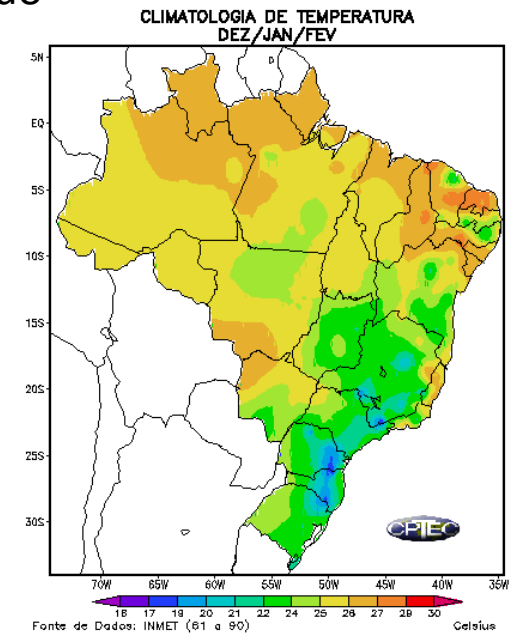 CLIMATOLOGIA DE TEMPERATURA
DEZ/JAN/FEV
5N
EQ
5S
10S
15S
20S
25S
30S
70W 65W 60W 55W 50W 45W 40W 35W
CPTEC
16 17 19 20 21 22 24 25 26 27 29 30
Fonte de Dados: INMET (61 a 90) Celsius